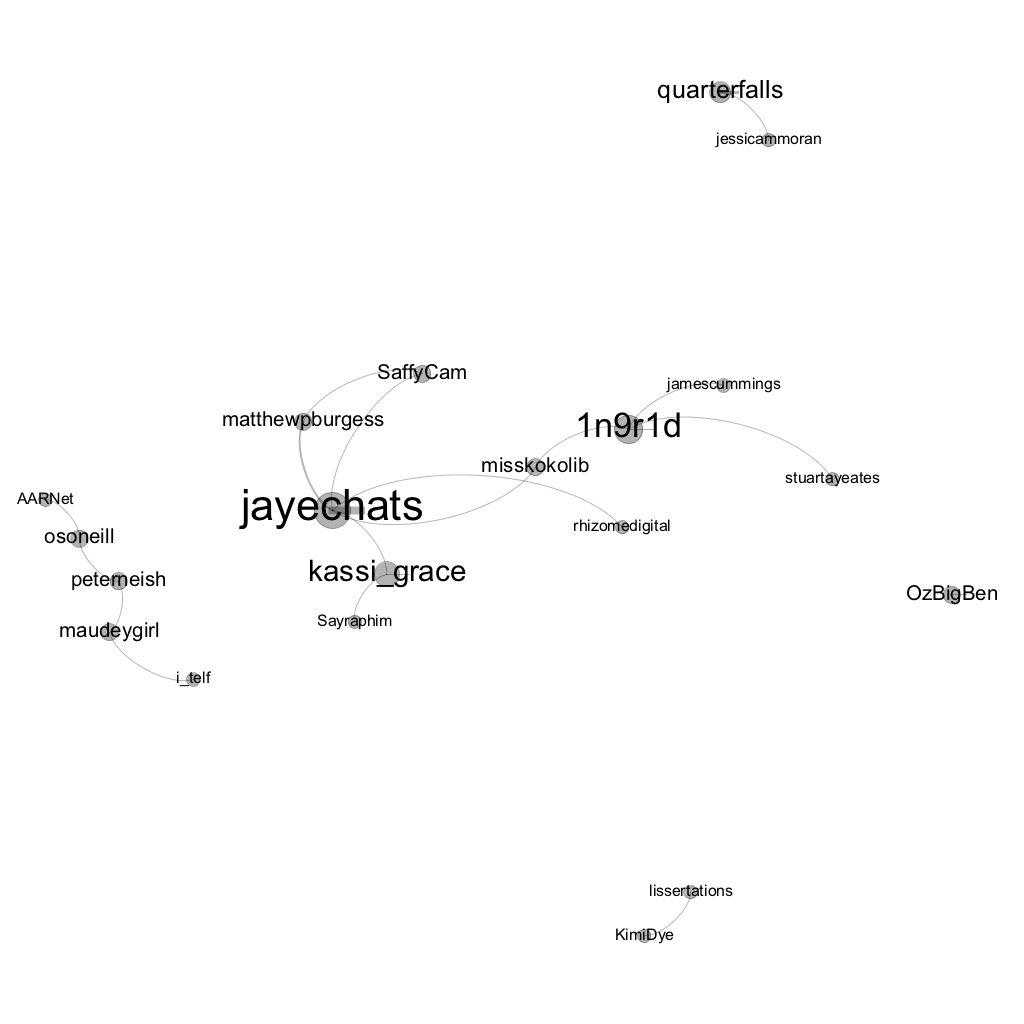 quarterfalls
jessicammoran
SaffyCam
jamescummings
matthewpburgess
1n9r1d
misskokolib
stuartayeates
AARNet
jayechats
rhizomedigital
osoneill
kassi_grace
petermeish
OzBigBen
Sayraphim
maudeygirl
i_telf
lissertations
KimiDye